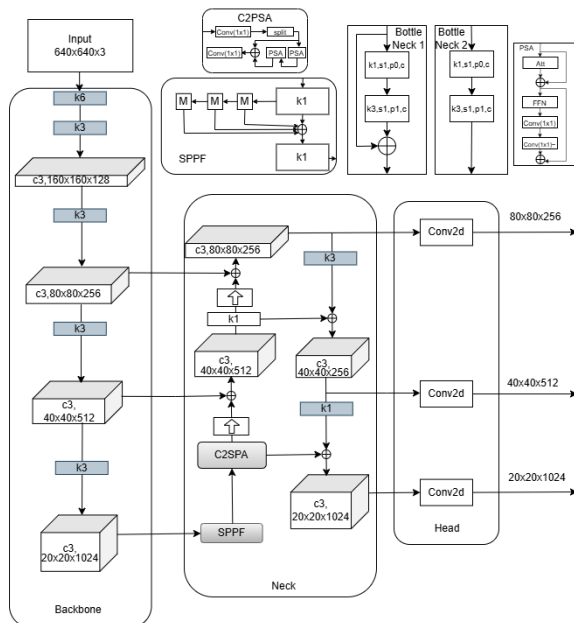 Input
640x640x3
k6
k3
c3,160x160x128
k3
c3,80x80x256
k3
c3,
40x40x512
k3
c3,
20x20x1024
Backbone
C2PSA
Conv(1x1)
split
Conv(1x1)
PSA
PSA
M
M
M
k1
k1
SPPF
Bottle
Neck 1
k1,s1,p0,c
k3,s1,p1,c
Bottle
Neck 2
k1,s1,p0,c
k3,s1,p1,c
PSA
Att
FFN
Conv(1x1)
Conv(1x1)–
c3,80x80x256
k1
c3,
40x40x512
C2SPA
SPPF
k3
c3,
40x40x256
k1
c3,
20x20x1024
Neck
Conv2d
Conv2d
Conv2d
Head
80x80x256
40x40x512
20x20x1024